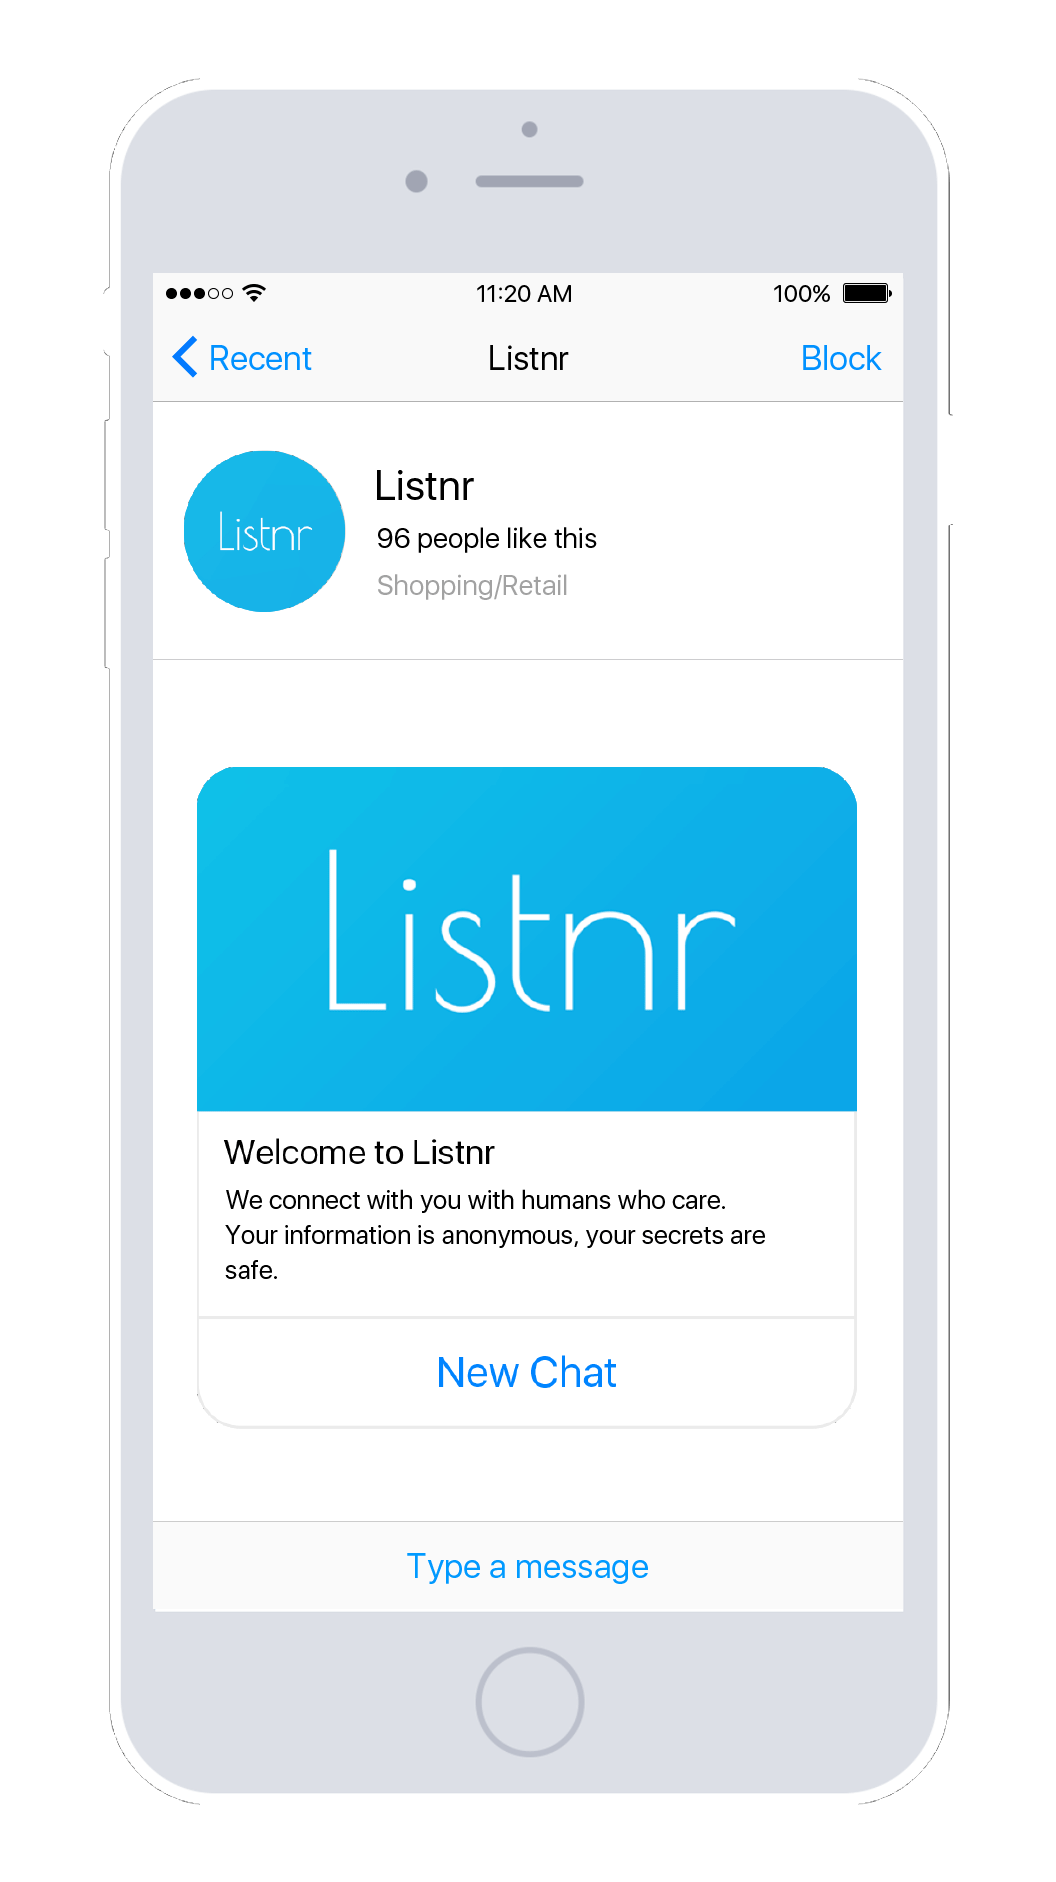 11:20 AM 100%
Recent Listnr Block
Listnr
Listnr
96 people like this
Shopping/Retail
Listnr
Welcome to Listnr
We connect with you with humans who care.
Your information is anonymous, your secrets are
safe.
New Chat
Type a message